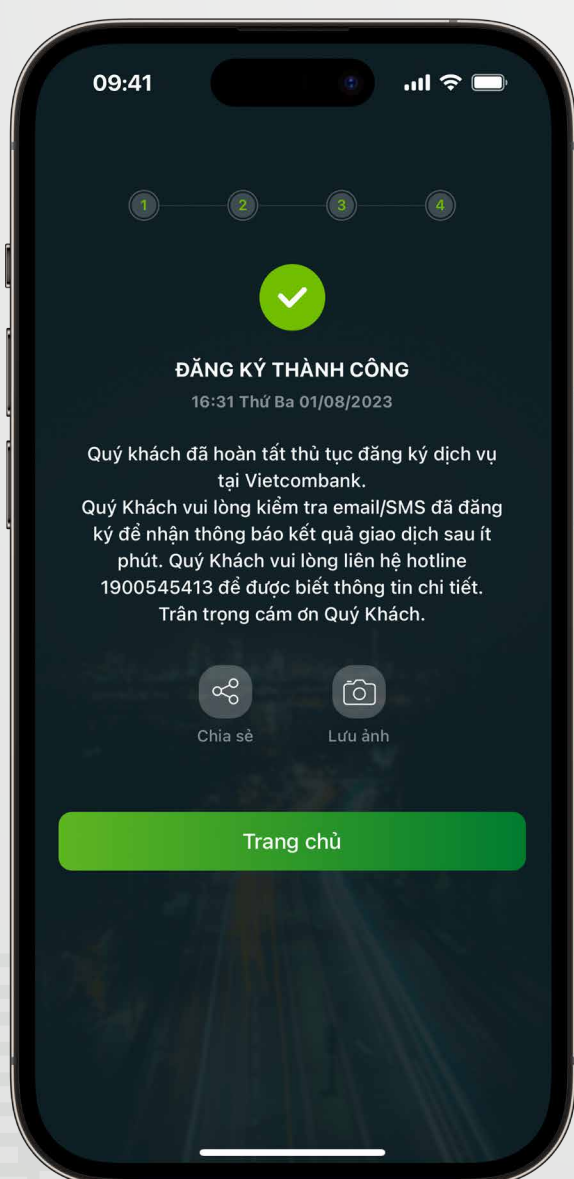 09:41
1 2 3 4
ĐĂNG KÝ THÀNH CÔNG
16:31 Thứ Ba 01/08/2023
Quý khách đã hoàn tất thủ tục đăng ký dịch vụ
tại Vietcombank.
Quý Khách vui lòng kiểm tra email/SMS đã đăng
ký để nhận thông báo kết quả giao dịch sau ít
phút. Quý Khách vui lòng liên hệ hotline
1900545413 để được biết thông tin chi tiết.
Trân trọng cám ơn Quý Khách.
Chia sẻ Lưu ảnh
Trang chủ